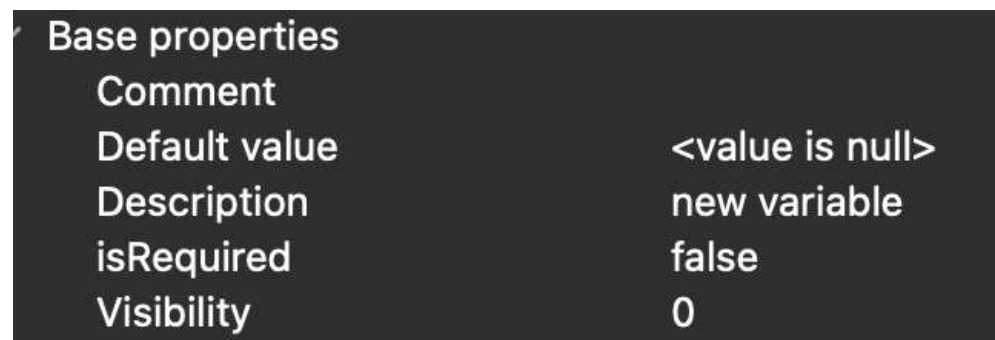 Base properties
Comment
Default value <value is null>
Description new variable
isRequired false
Visibility 0